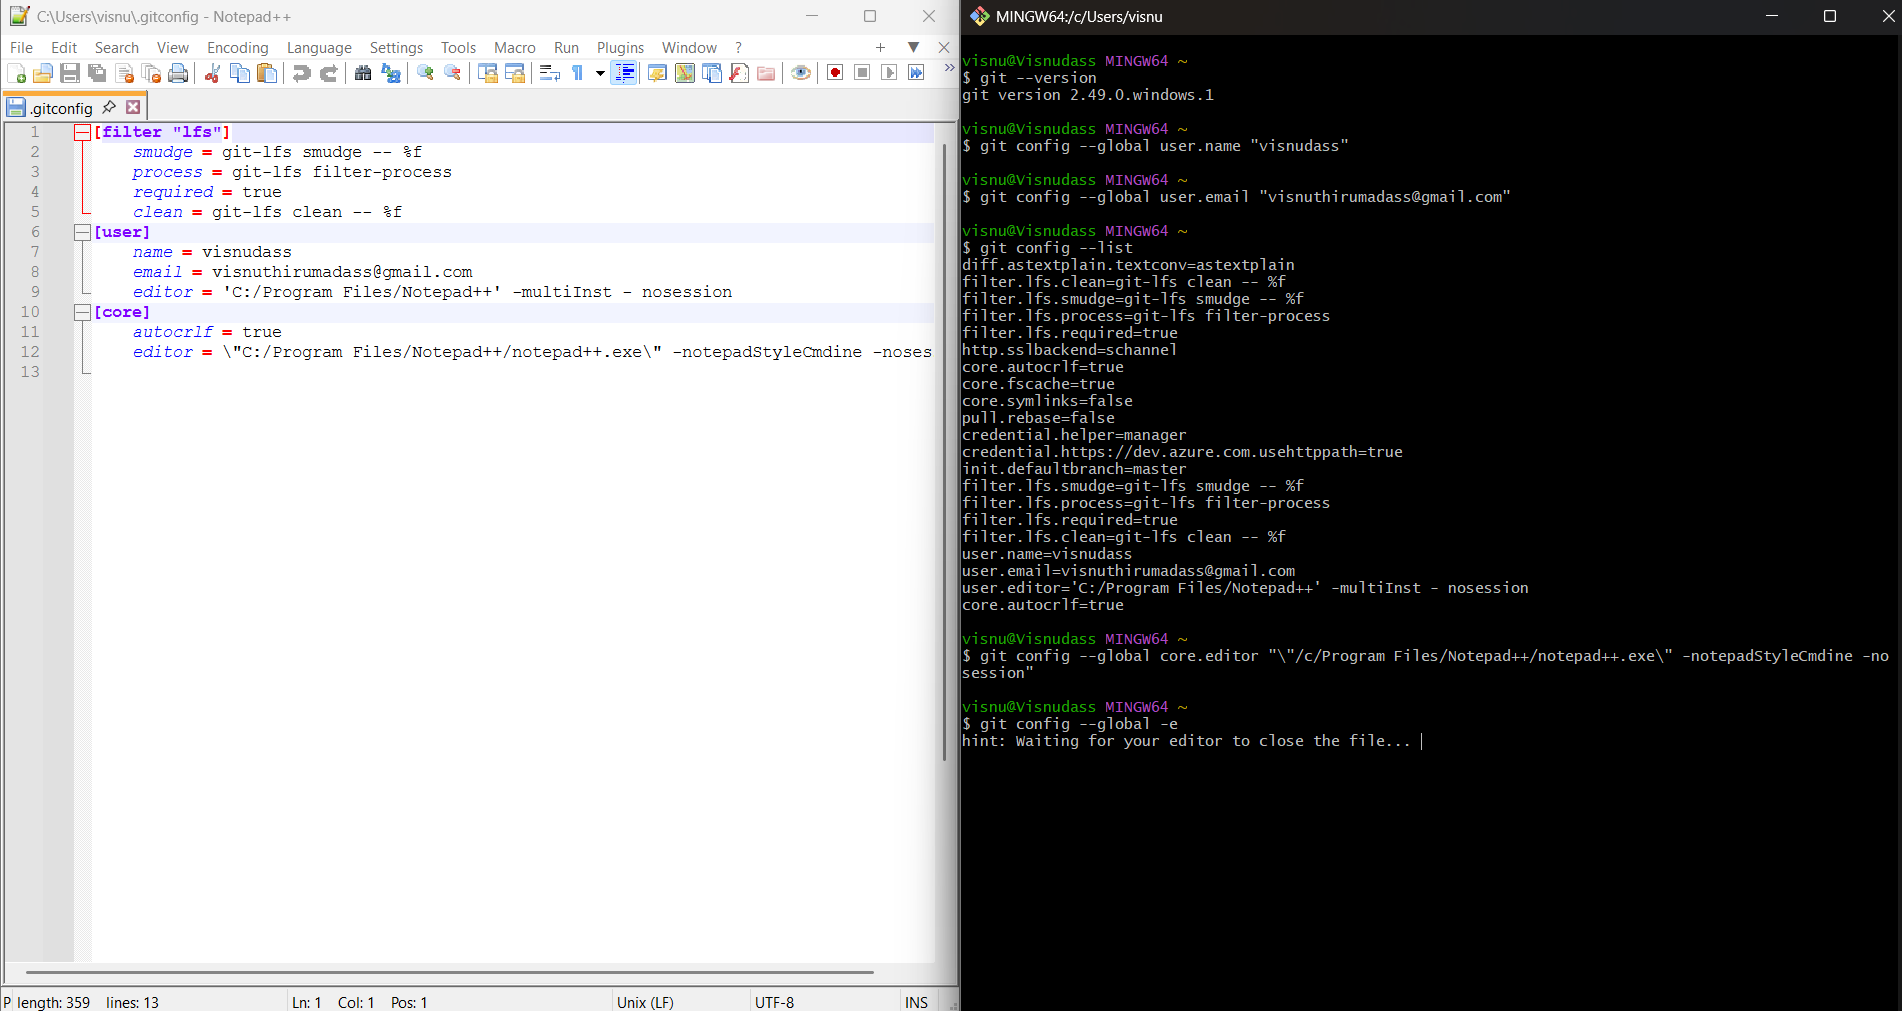 C:\Users\visnu\.gitconfig - Notepad++
File Edit Search View Encoding Language Settings Tools Macro Run Plugins Window ?
.gitconfig
1 [filter "lfs"]
2 smudge = git-lfs smudge -- %f
3 process = git-lfs filter-process
4 required = true
5 clean = git-lfs clean -- %f
6 [user]
7 name = visnudass
8 email = visnuthirumadass@gmail.com
9 editor = 'C:/Program Files/Notepad++' -multiInst - nosession
10 [core]
11 autocrlf = true
12 editor = \"C:/Program Files/Notepad++/notepad++.exe\" -notepadStyleCmdine -noses
13
P length: 359 lines: 13 Ln: 1 Col: 1 Pos: 1 Unix (LF) UTF-8 INS
MINGW64:/c/Users/visnu
visnu@Visnudass MINGW64 ~
$ git --version
git version 2.49.0.windows.1
visnu@Visnudass MINGW64 ~
$ git config --global user.name "visnudass"
visnu@Visnudass MINGW64 ~
$ git config --global user.email "visnuthirumadass@gmail.com"
visnu@Visnudass MINGW64 ~
$ git config --list
diff.astextplain.textconv=astextplain
filter.lfs.clean=git-lfs clean -- %f
filter.lfs.smudge=git-lfs smudge -- %f
filter.lfs.process=git-lfs filter-process
filter.lfs.required=true
http.sslbackend=schannel
core.autocrlf=true
core.fscache=true
core.symlinks=false
pull.rebase=false
credential.helper=manager
credential.https://dev.azure.com.usehttppath=true
init.defaultbranch=master
filter.lfs.smudge=git-lfs smudge -- %f
filter.lfs.process=git-lfs filter-process
filter.lfs.required=true
filter.lfs.clean=git-lfs clean -- %f
user.name=visnudass
user.email=visnuthirumadass@gmail.com
user.editor='C:/Program Files/Notepad++' -multiInst - nosession
core.autocrlf=true
visnu@Visnudass MINGW64 ~
$ git config --global core.editor "\"/c/Program Files/Notepad++/notepad++.exe\" -notepadStyleCmdine -no
session"
visnu@Visnudass MINGW64 ~
$ git config --global -e
hint: Waiting for your editor to close the file...